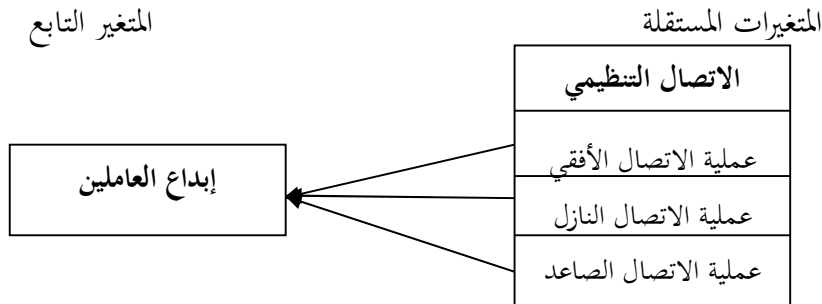 المتغيرات المستقلة
المتغير التابع
الاتصال التنظيمي
عملية الاتصال الأفقي
عملية الاتصال النازل
عملية الاتصال الصاعد
إبداع العاملين